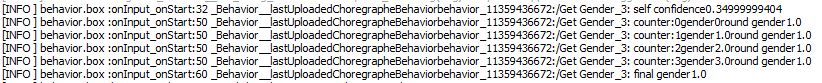 [INFO ] behavior.box :onInput_onStart:32 _Behavior__lastUploadedChoregrapheBehaviorbehavior_11359436672:/Get Gender_3: self confidence0.34999999404
[INFO ] behavior.box :onInput_onStart:50 _Behavior__lastUploadedChoregrapheBehaviorbehavior_11359436672:/Get Gender_3: counter:0gender0round gender1.0
[INFO ] behavior.box :onInput_onStart:50 _Behavior__lastUploadedChoregrapheBehaviorbehavior_11359436672:/Get Gender_3: counter:1gender1.0round gender1.0
[INFO ] behavior.box :onInput_onStart:50 _Behavior__lastUploadedChoregrapheBehaviorbehavior_11359436672:/Get Gender_3: counter:2gender2.0round gender1.0
[INFO ] behavior.box :onInput_onStart:50 _Behavior__lastUploadedChoregrapheBehaviorbehavior_11359436672:/Get Gender_3: counter:3gender3.0round gender1.0
[INFO ] behavior.box :onInput_onStart:60 _Behavior__lastUploadedChoregrapheBehaviorbehavior_11359436672:/Get Gender_3: final gender1.0